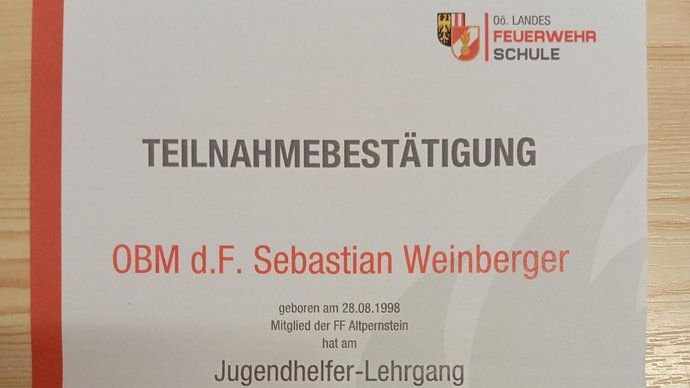 Oö. LANDES
FEUERWEHR
SCHULE
TEILNAHMEBESTÄTIGUNG
OBM d.F. Sebastian Weinberger
geboren am 28.08.1998
Mitglied der FF Altpernstein
hat am
Jugendhelfer-Lehrgang